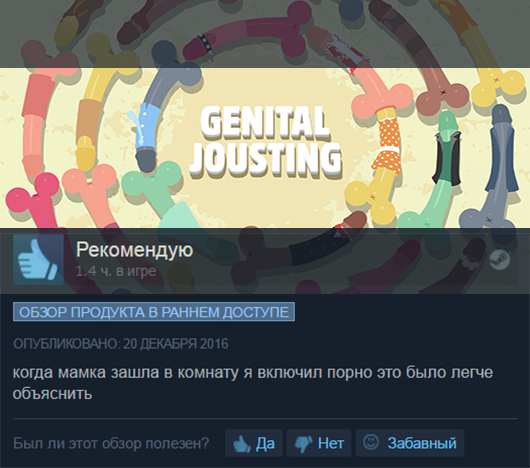 GENITAL
JOUSTING
Рекомендую
1.4 ч. в игре
ОБЗОР ПРОДУКТА В РАННЕМ ДОСТУПЕ
ОПУБЛИКОВАНО: 20 ДЕКАБРЯ 2016
когда мамка зашла в комнату я включил порно это было легче
объяснить
Был ли этот обзор полезен? Да Нет Забавный